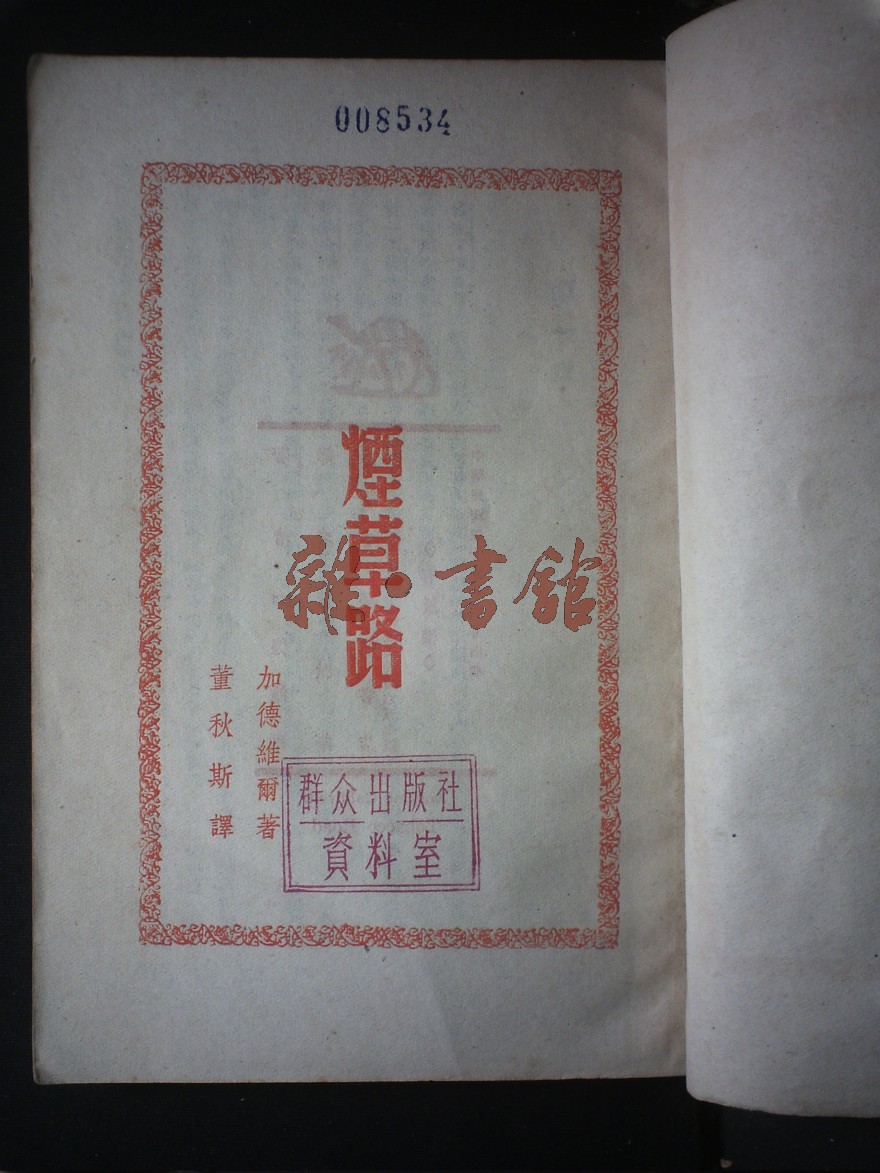 008534
煙草路
雜·書館
加德維爾著
董秋斯譯
群众出版社
資料室